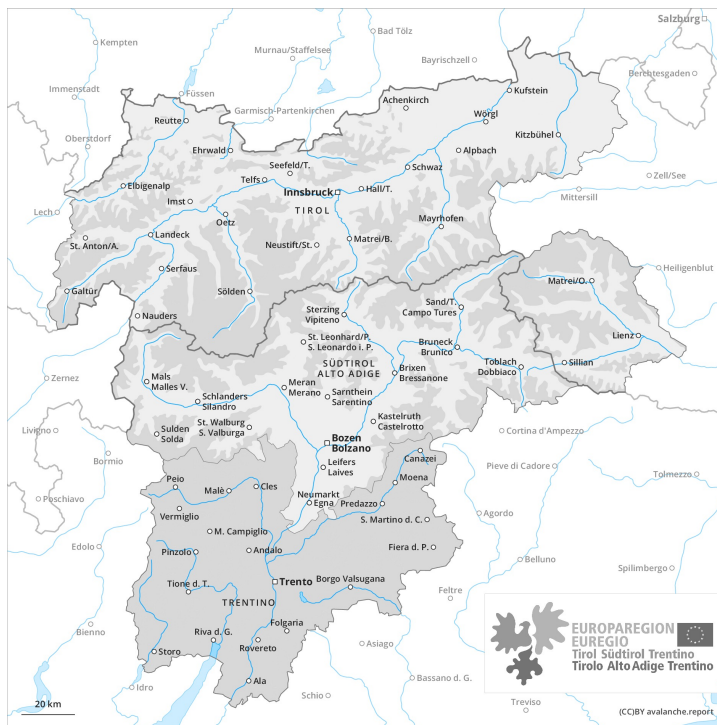 Salzburg
Kempten
Bad Tölz
Murnau/Staffelsee
Bayrischzell
Berchtesgaden
Immenstadt
Füssen
Garmisch-Partenkirchen
Achenkirch
Kufstein
Reutte
Wörgl
Oberstdorf
Kitzbühel
Ehrwald
Alpbach
Seefeld/T.
Schwaz
Telfs
Zell/See
Elbigenalp
Innsbruck
Hall/T.
Mittersill
Imst
TIROL
Lech
Oetz
Mayrhofen
Landeck
Matrei/B.
St. Anton/A.
Neustift/St.
Serfaus
Heiligenblut
Matrei/O.
Galtür
Sölden
Sand/T.
Campo Tures
Nauders
Sterzing
Vipiteno
Lienz
St. Leonhard/P.
S. Leonardo i. P.
Bruneck
Brunico
SÜDTIROL
ALTO ADIGE
Toblach
Dobbiaco
Sillian
Brixen
Bressanone
Zernez
Mals
Malles V.
Meran
Merano
Sarnthein
Sarentino
Schlanders
Silandro
St. Walburg
S. Valburga
Kastelruth
Castelrotto
Livigno
Sulden
Solda
Cortina d'Ampezzo
Bozen
Bolzano
Bormio
Canazei
Pieve di Cadore
Leifers
Laives
Tolmezzo
Peio
Malè
Cles
Moena
Poschiavo
Neumarkt
Egna
Predazzo
Vermiglio
Agordo
S. Martino d. C.
M. Campiglio
Edolo
Pinzolo
Andalo
Fiera d. P.
Belluno
Spilimbergo
Tione d. T.
Trento
Borgo Valsugana
Feltre
TRENTINO
Folgaria
Bienno
Riva d. G.
Rovereto
Asiago
Storo
Ala
Idro
Schio
Bassano d. G.
Treviso
EUROPAREGION
EUREGIO
Tirol Südtirol Trentino
Tirolo Alto Adige Trentino
20 km
(CC)BY avalanche.report